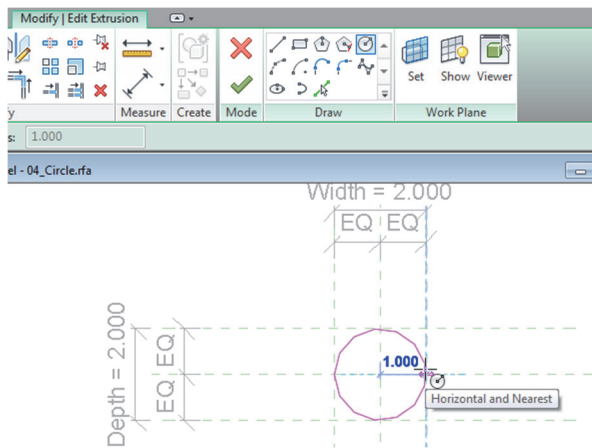 Modify | Edit Extrusion
Set Show Viewer
Measure Create Mode Draw Work Plane
1.000
04_Circle.rfa
Width = 2.000
EQ EQ
Depth = 2.000
EQ EQ
1.000
Horizontal and Nearest